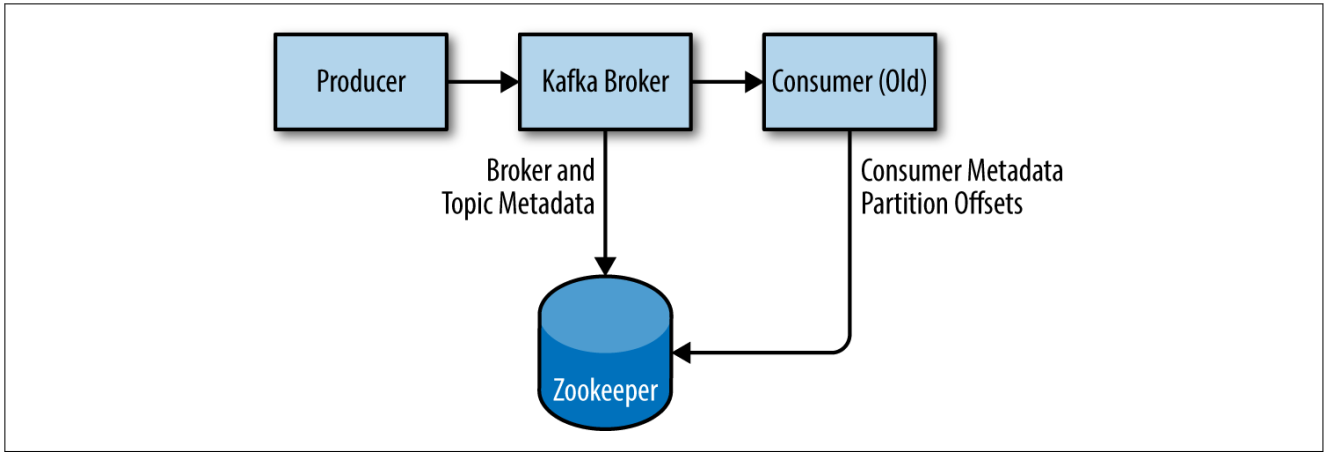 Producer
Kafka Broker
Consumer (Old)
Broker and
Topic Metadata
Consumer Metadata
Partition Offsets
Zookeeper